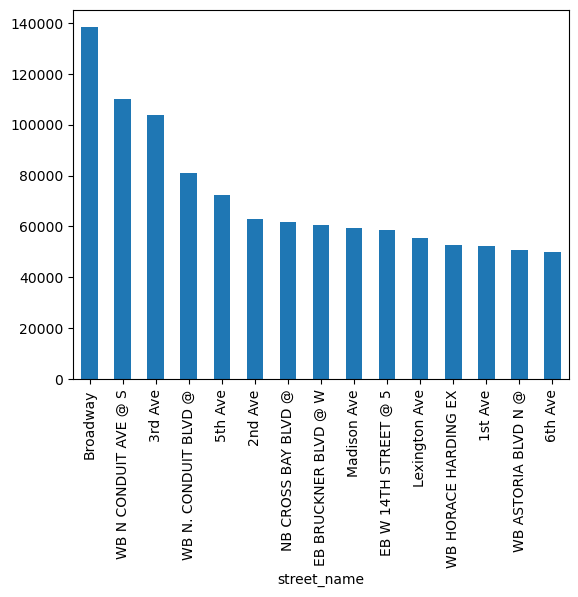 140000
120000
100000
80000
60000
40000
20000
0
Broadway
WB N CONDUIT AVE @ S
3rd Ave
WB N. CONDUIT BLVD @
5th Ave
2nd Ave
NB CROSS BAY BLVD @
EB BRUCKNER BLVD @ W
Madison Ave
EB W 14TH STREET @ 5
Lexington Ave
WB HORACE HARDING EX
1st Ave
WB ASTORIA BLVD N @
6th Ave
street_name